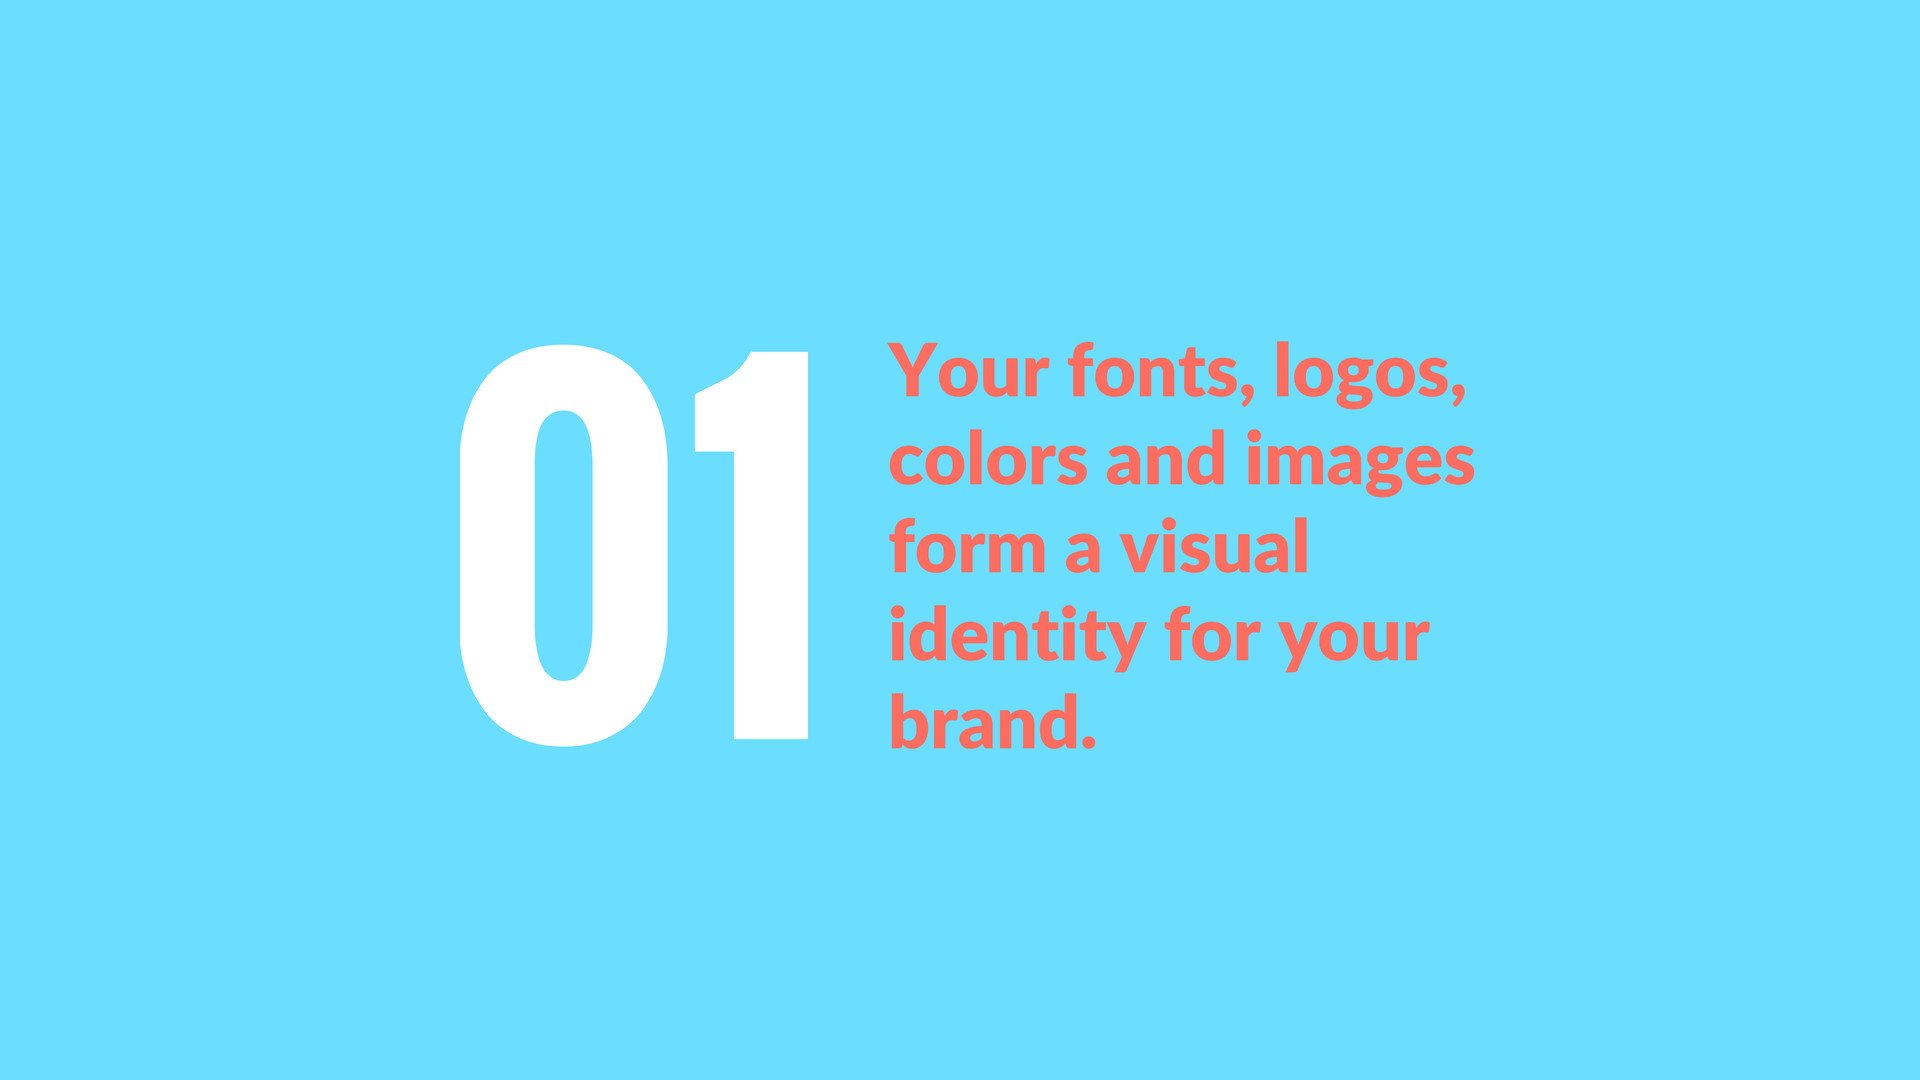 01
Your fonts, logos,
colors and images
form a visual
identity for your
brand.